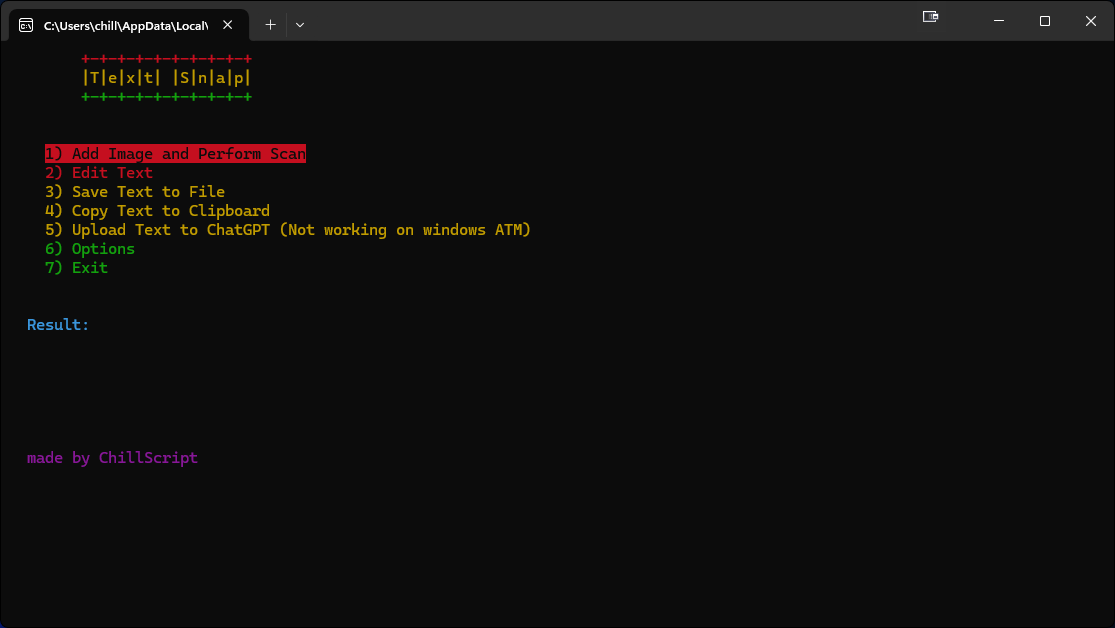 C:\Users\chill\AppData\Local\
+-+-+-+-+-+-+-+-+-+
|T|e|x|t| |S|n|a|p|
+-+-+-+-+-+-+-+-+-+
1) Add Image and Perform Scan
2) Edit Text
3) Save Text to File
4) Copy Text to Clipboard
5) Upload Text to ChatGPT (Not working on windows ATM)
6) Options
7) Exit
Result:
made by ChillScript